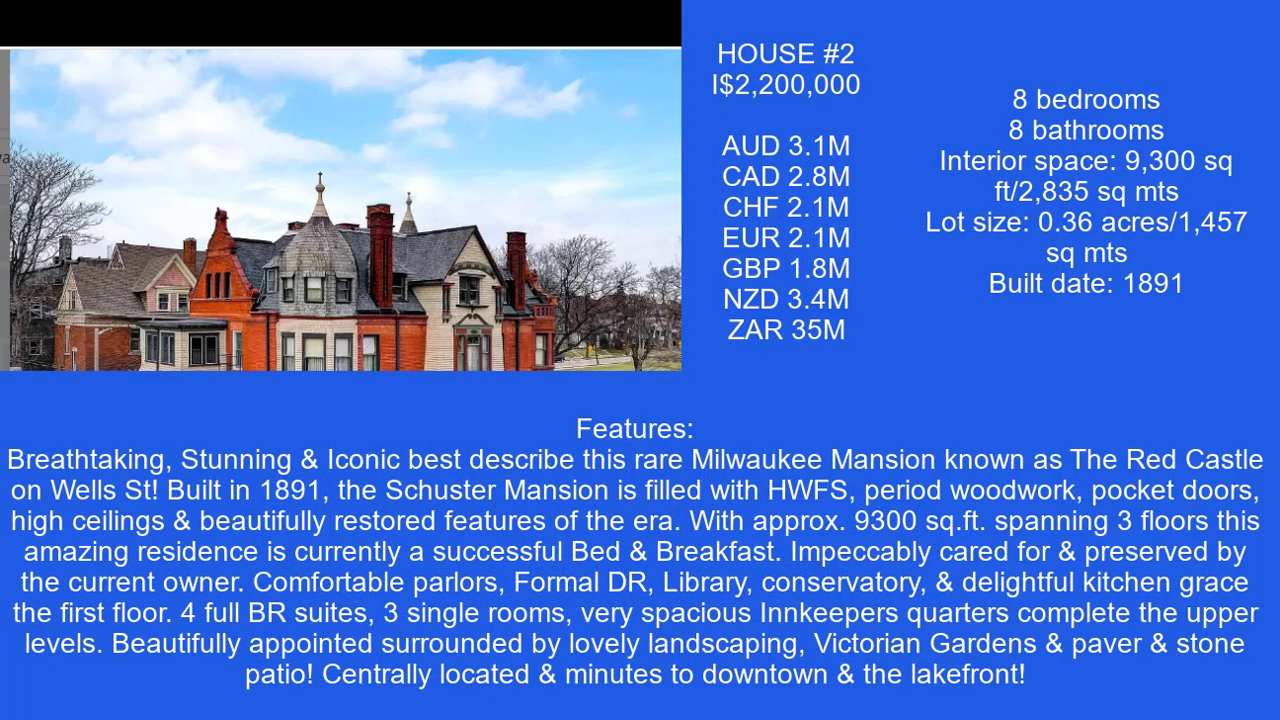 HOUSE #2
I$2,200,000
AUD 3.1M
CAD 2.8M
CHF 2.1M
EUR 2.1M
GBP 1.8M
NZD 3.4M
ZAR 35M
8 bedrooms
8 bathrooms
Interior space: 9,300 sq
ft/2,835 sq mts
Lot size: 0.36 acres/1,457
sq mts
Built date: 1891
Features:
Breathtaking, Stunning & Iconic best describe this rare Milwaukee Mansion known as The Red Castle
on Wells St! Built in 1891, the Schuster Mansion is filled with HWFS, period woodwork, pocket doors,
high ceilings & beautifully restored features of the era. With approx. 9300 sq.ft. spanning 3 floors this
amazing residence is currently a successful Bed & Breakfast. Impeccably cared for & preserved by
the current owner. Comfortable parlors, Formal DR, Library, conservatory, & delightful kitchen grace
the first floor. 4 full BR suites, 3 single rooms, very spacious Innkeepers quarters complete the upper
levels. Beautifully appointed surrounded by lovely landscaping, Victorian Gardens & paver & stone
patio! Centrally located & minutes to downtown & the lakefront!